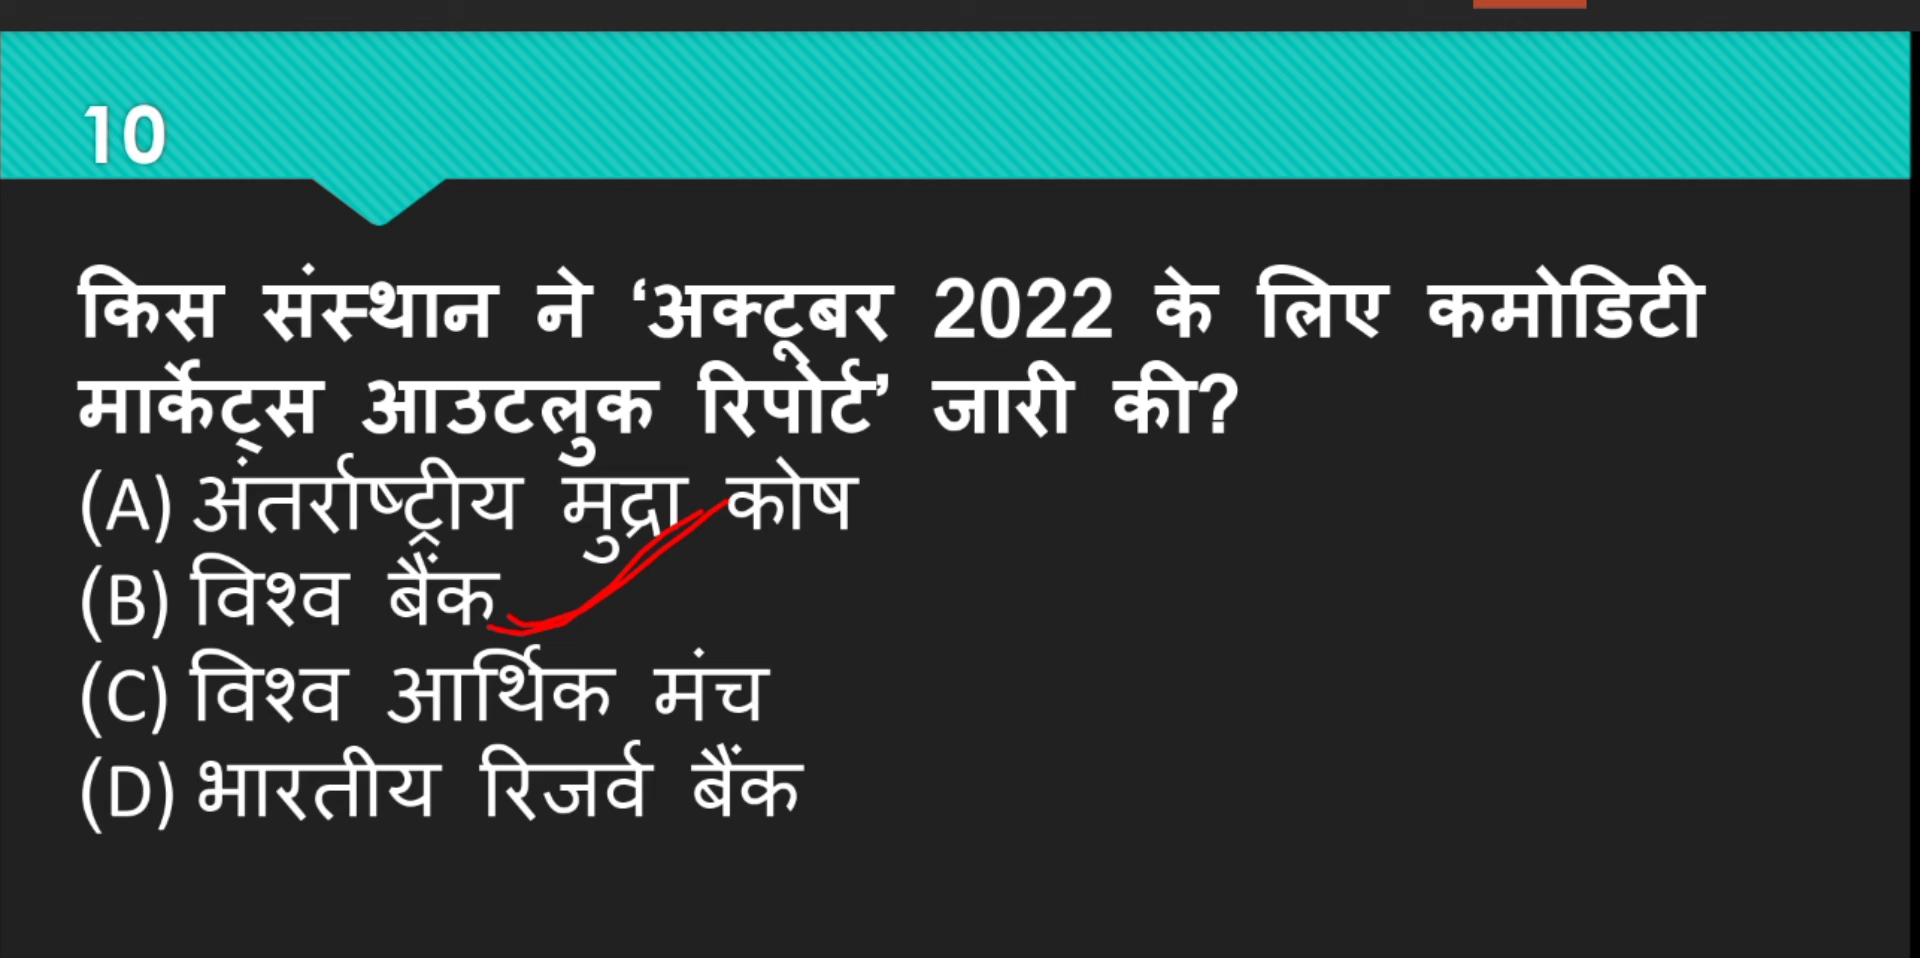 10
किस संस्थान ने ‘अक्टूबर 2022 के लिए कमोडिटी
मार्केट्स आउटलुक रिपोर्ट’ जारी की?
(A) अंतर्राष्ट्रीय मुद्रा कोष
(B) विश्व बैंक
(C) विश्व आर्थिक मंच
(D) भारतीय रिजर्व बैंक